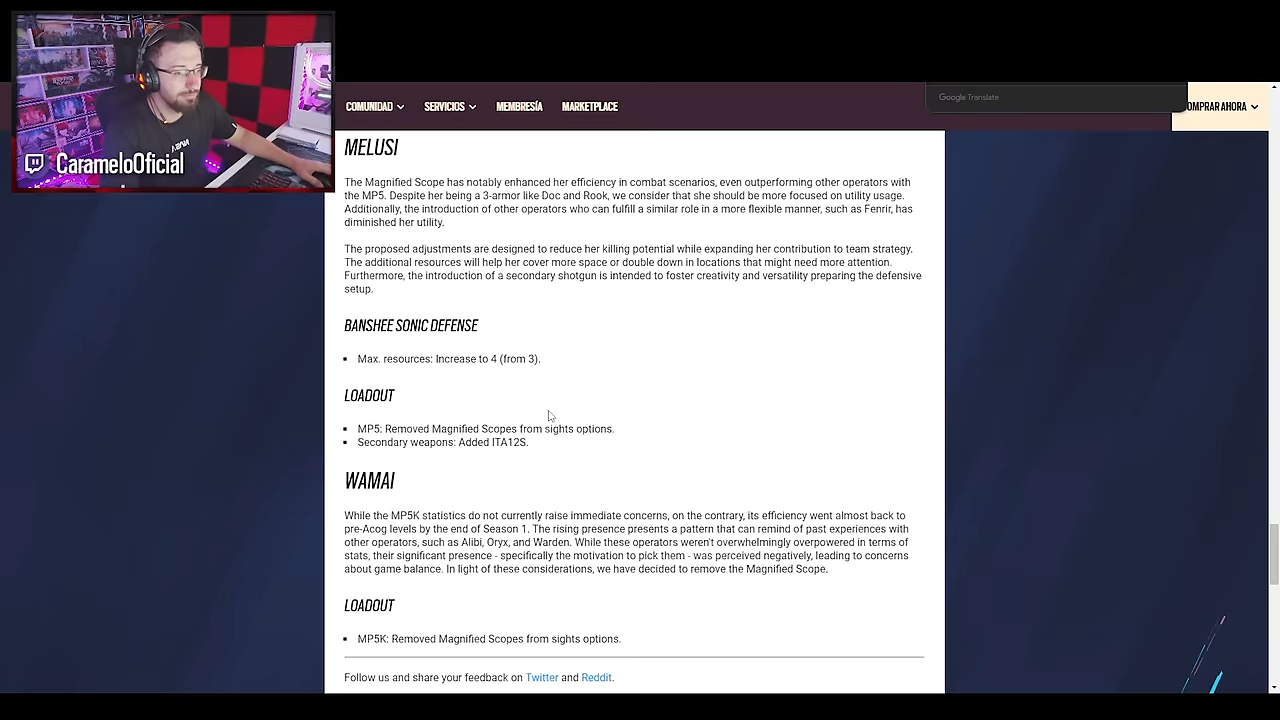 COMUNIDAD
SERVICIOS
MEMBRESÍA
MARKETPLACE
Google Translate
OMPRAR AHORA
CarameloOficial
MELUSI
The Magnified Scope has notably enhanced her efficiency in combat scenarios, even outperforming other operators with
the MP5. Despite her being a 3-armor like Doc and Rook, we consider that she should be more focused on utility usage.
Additionally, the introduction of other operators who can fulfill a similar role in a more flexible manner, such as Fenrir, has
diminished her utility.
The proposed adjustments are designed to reduce her killing potential while expanding her contribution to team strategy.
The additional resources will help her cover more space or double down in locations that might need more attention.
Furthermore, the introduction of a secondary shotgun is intended to foster creativity and versatility preparing the defensive
setup.
BANSHEE SONIC DEFENSE
Max. resources: Increase to 4 (from 3).
LOADOUT
MP5: Removed Magnified Scopes from sights options.
Secondary weapons: Added ITA12S.
WAMAI
While the MP5K statistics do not currently raise immediate concerns, on the contrary, its efficiency went almost back to
pre-Acog levels by the end of Season 1. The rising presence presents a pattern that can remind of past experiences with
other operators, such as Alibi, Oryx, and Warden. While these operators weren't overwhelmingly overpowered in terms of
stats, their significant presence - specifically the motivation to pick them - was perceived negatively, leading to concerns
about game balance. In light of these considerations, we have decided to remove the Magnified Scope.
LOADOUT
MP5K: Removed Magnified Scopes from sights options.
Follow us and share your feedback on Twitter and Reddit.